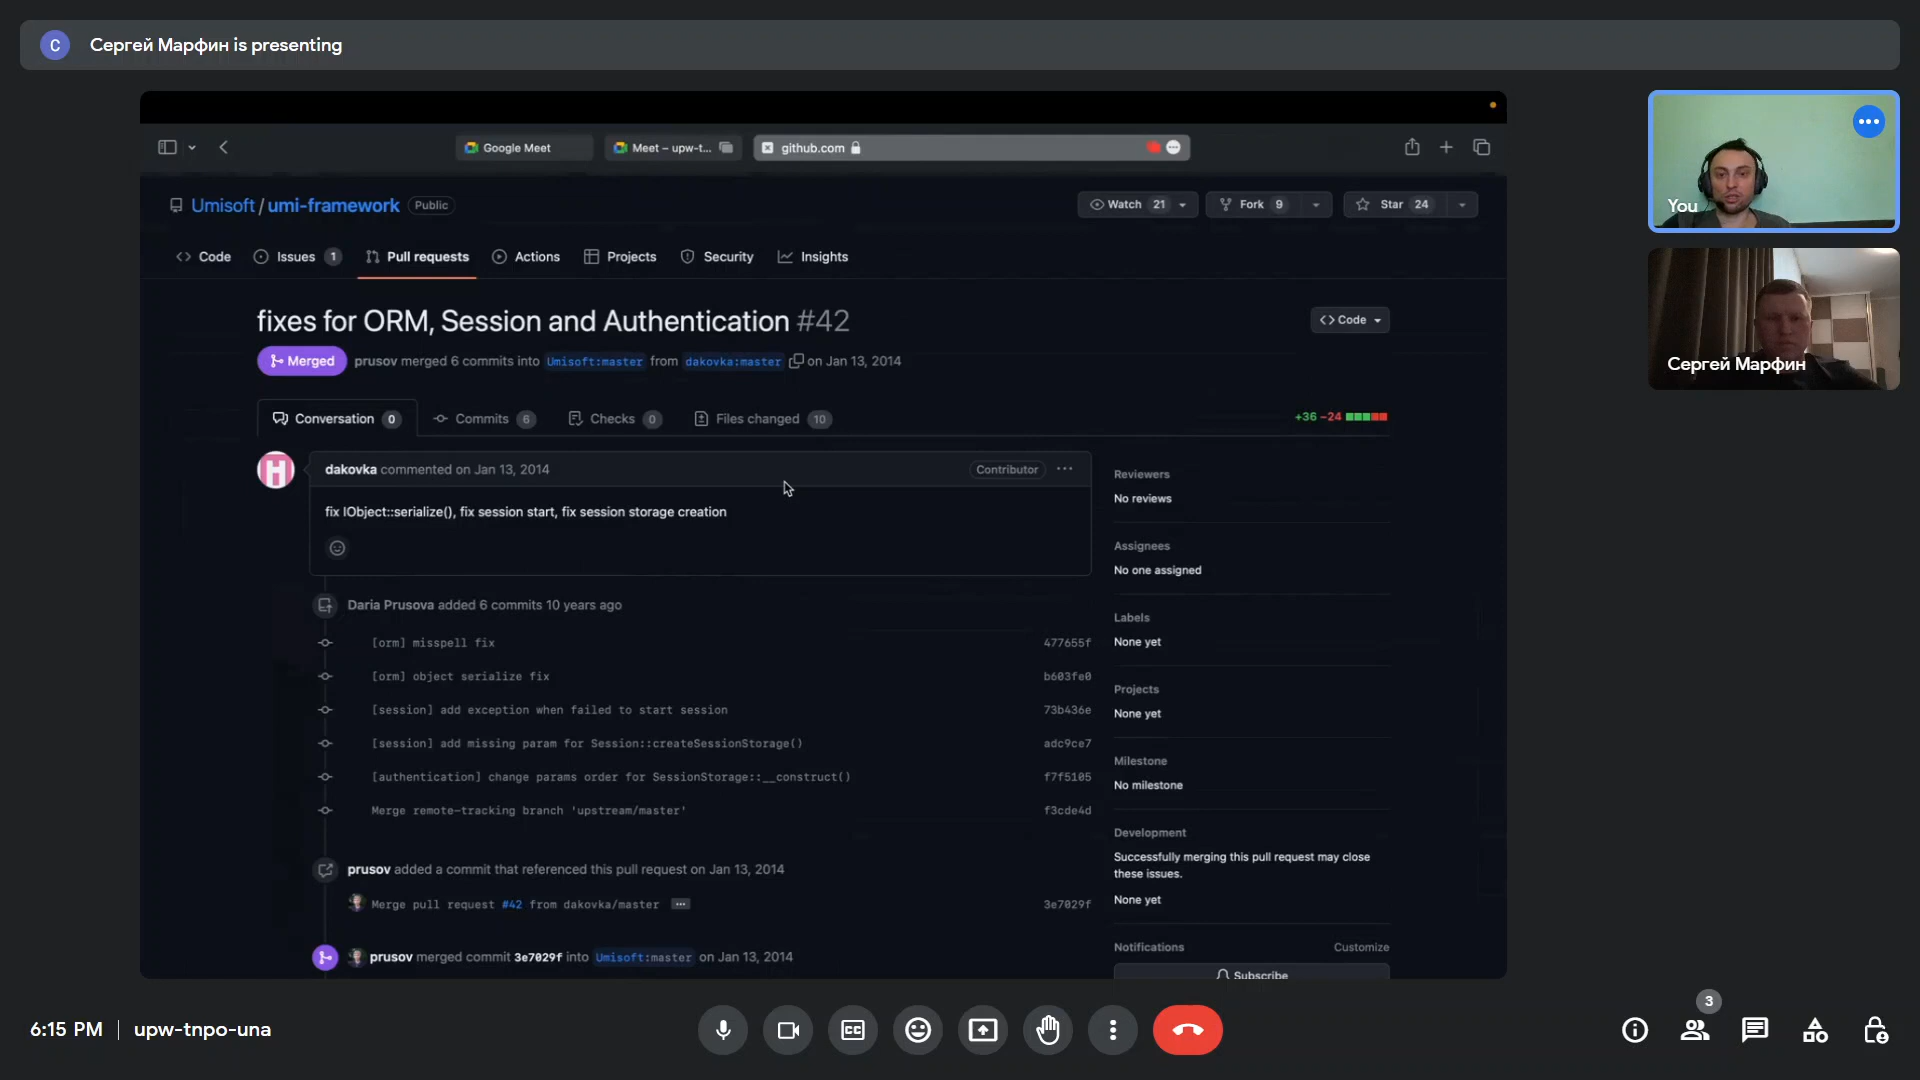 C Сергей Марфин is presenting
Google Meet
Meet – upw-t...
github.com
Umisoft / umi-framework Public
Watch 21
Fork 9
Star 24
Code
Issues 1
Pull requests
Actions
Projects
Security
Insights
fixes for ORM, Session and Authentication #42
Code
Merged prusov merged 6 commits into Umisoft:master from dakovka:master on Jan 13, 2014
Conversation 0
Commits 6
Checks 0
Files changed 10
+36 −24
dakovka commented on Jan 13, 2014
Contributor
fix IObject::serialize(), fix session start, fix session storage creation
Daria Prusova added 6 commits 10 years ago
[orm] misspell fix 477655f
[orm] object serialize fix b603fe0
[session] add exception when failed to start session 73b436e
[session] add missing param for Session::createSessionStorage() adc9ce7
[authentication] change params order for SessionStorage::__construct() f7f5105
Merge remote-tracking branch 'upstream/master' f3cde4d
prusov added a commit that referenced this pull request on Jan 13, 2014
Merge pull request #42 from dakovka/master 3e7029f
prusov merged commit 3e7029f into Umisoft:master on Jan 13, 2014
Reviewers
No reviews
Assignees
No one assigned
Labels
None yet
Projects
None yet
Milestone
No milestone
Development
Successfully merging this pull request may close
these issues.
None yet
Notifications Customize
Subscribe
You
Сергей Марфин
6:15 PM | upw-tnpo-una
3